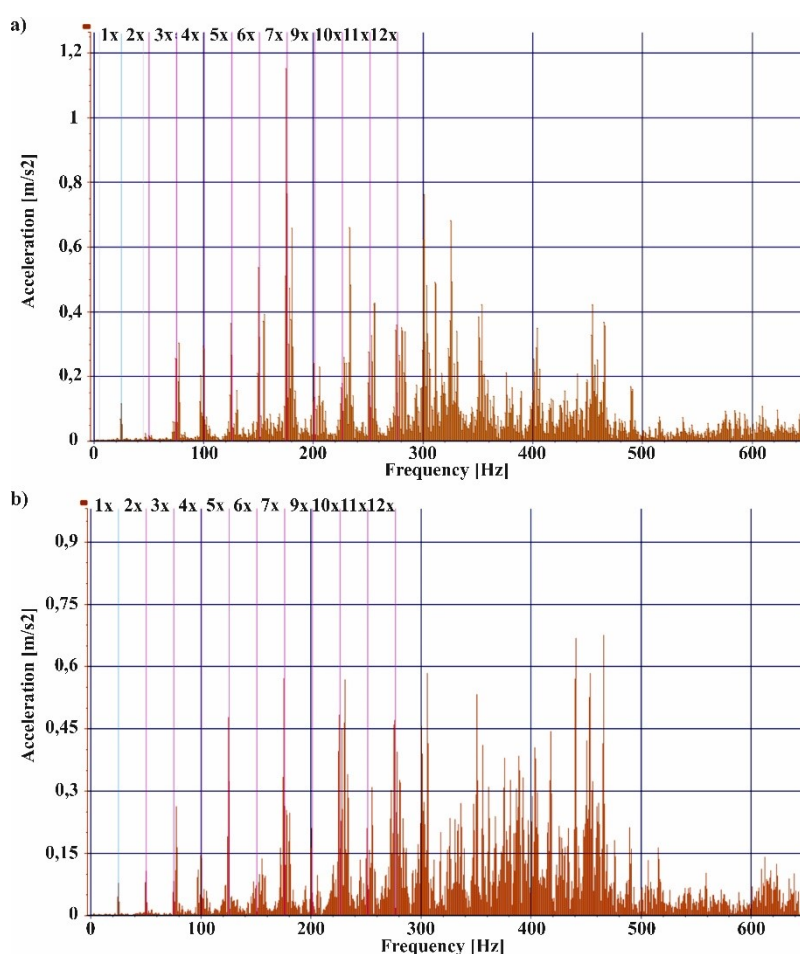 a)
1x 2x 3x 4x 5x 6x 7x 9x 10x 11x 12x
1,2
1
0,8
0,6
0,4
0,2
0
Acceleration [m/s2]
0 100 200 300 400 500 600
Frequency [Hz]
b)
1x 2x 3x 4x 5x 6x 7x 9x 10x 11x 12x
0,9
0,75
0,6
0,45
0,3
0,15
0
Acceleration [m/s2]
0 100 200 300 400 500 600
Frequency [Hz]